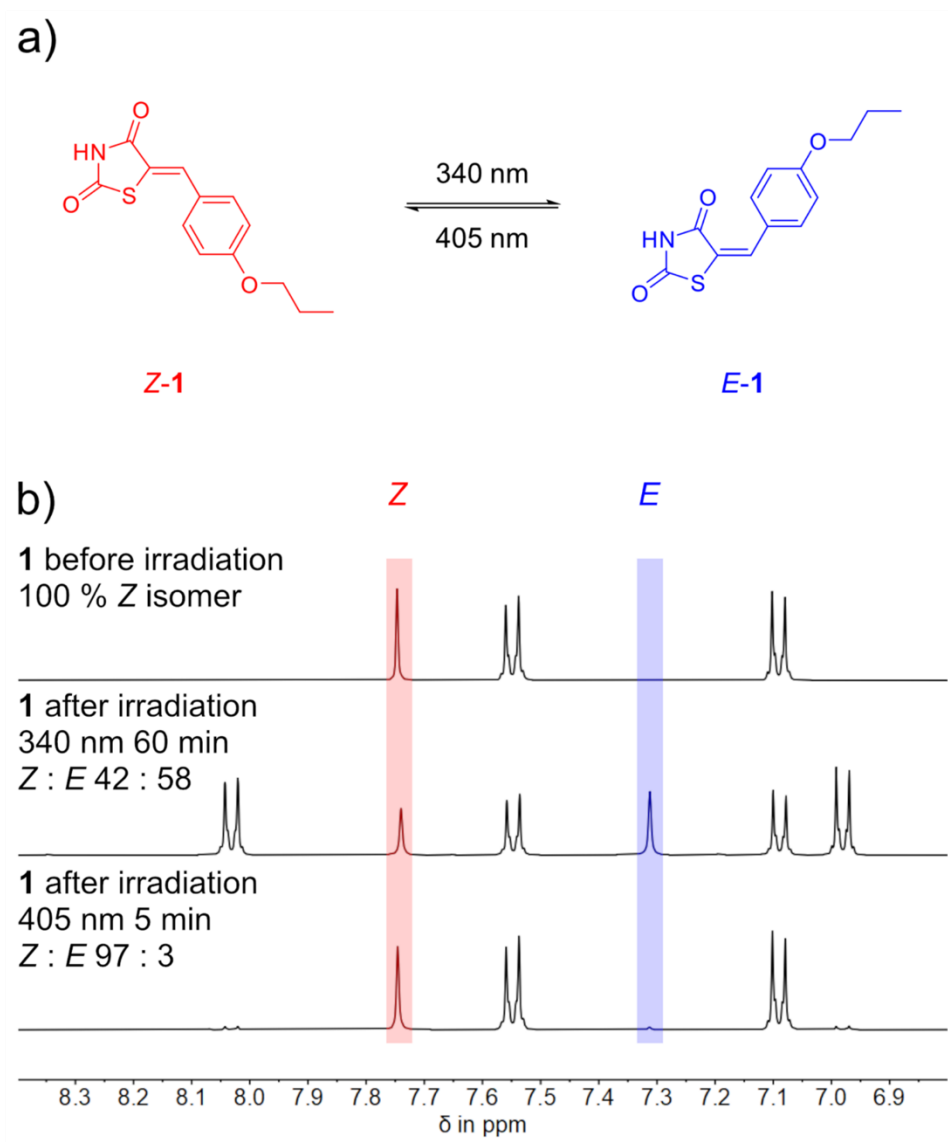 a)
O
HN
O
S
O
Z-1
340 nm
405 nm
O
O
HN
O
S
E-1
b)
Z
E
1 before irradiation
100 % Z isomer
1 after irradiation
340 nm 60 min
Z : E 42 : 58
1 after irradiation
405 nm 5 min
Z : E 97 : 3
8.3 8.2 8.1 8.0 7.9 7.8 7.7 7.6 7.5 7.4 7.3 7.2 7.1 7.0 6.9
δ in ppm